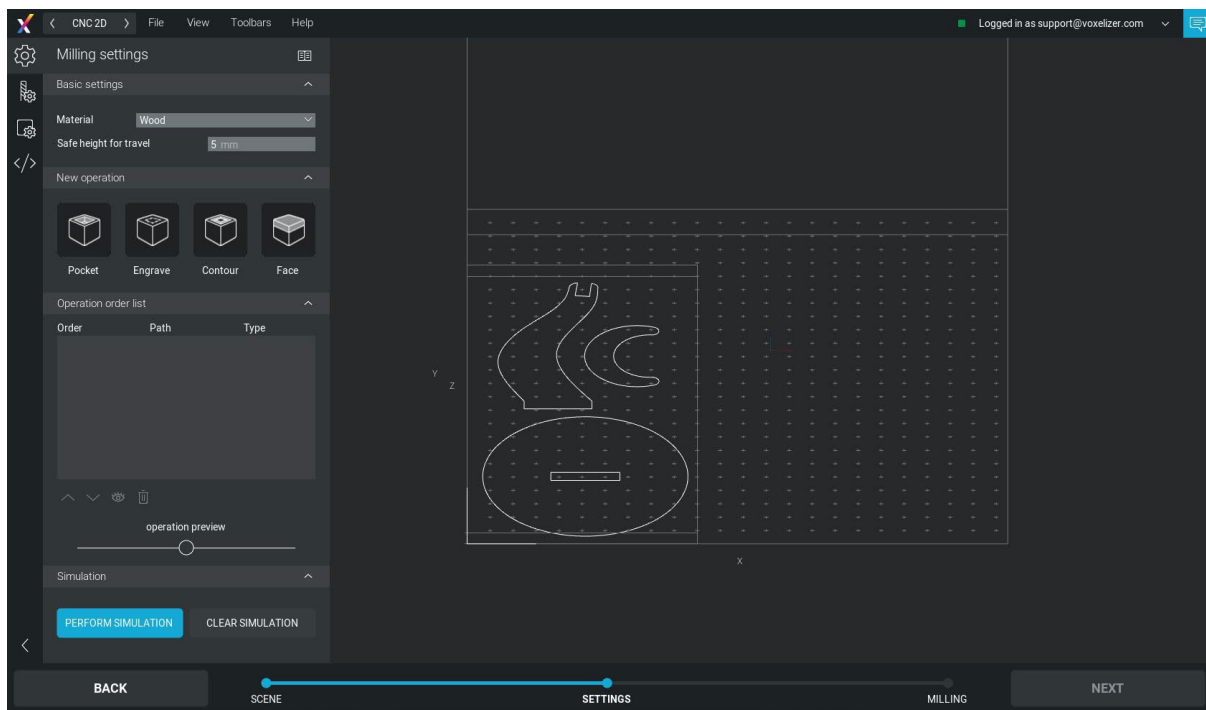 CNC 2D File View Toolbars Help Logged in as support@voxelizer.com
Milling settings
Basic settings
Material Wood
Safe height for travel 5 mm
New operation
Pocket Engrave Contour Face
Operation order list
Order Path Type
operation preview
Simulation
PERFORM SIMULATION CLEAR SIMULATION
Y
Z
X
BACK SCENE SETTINGS MILLING NEXT